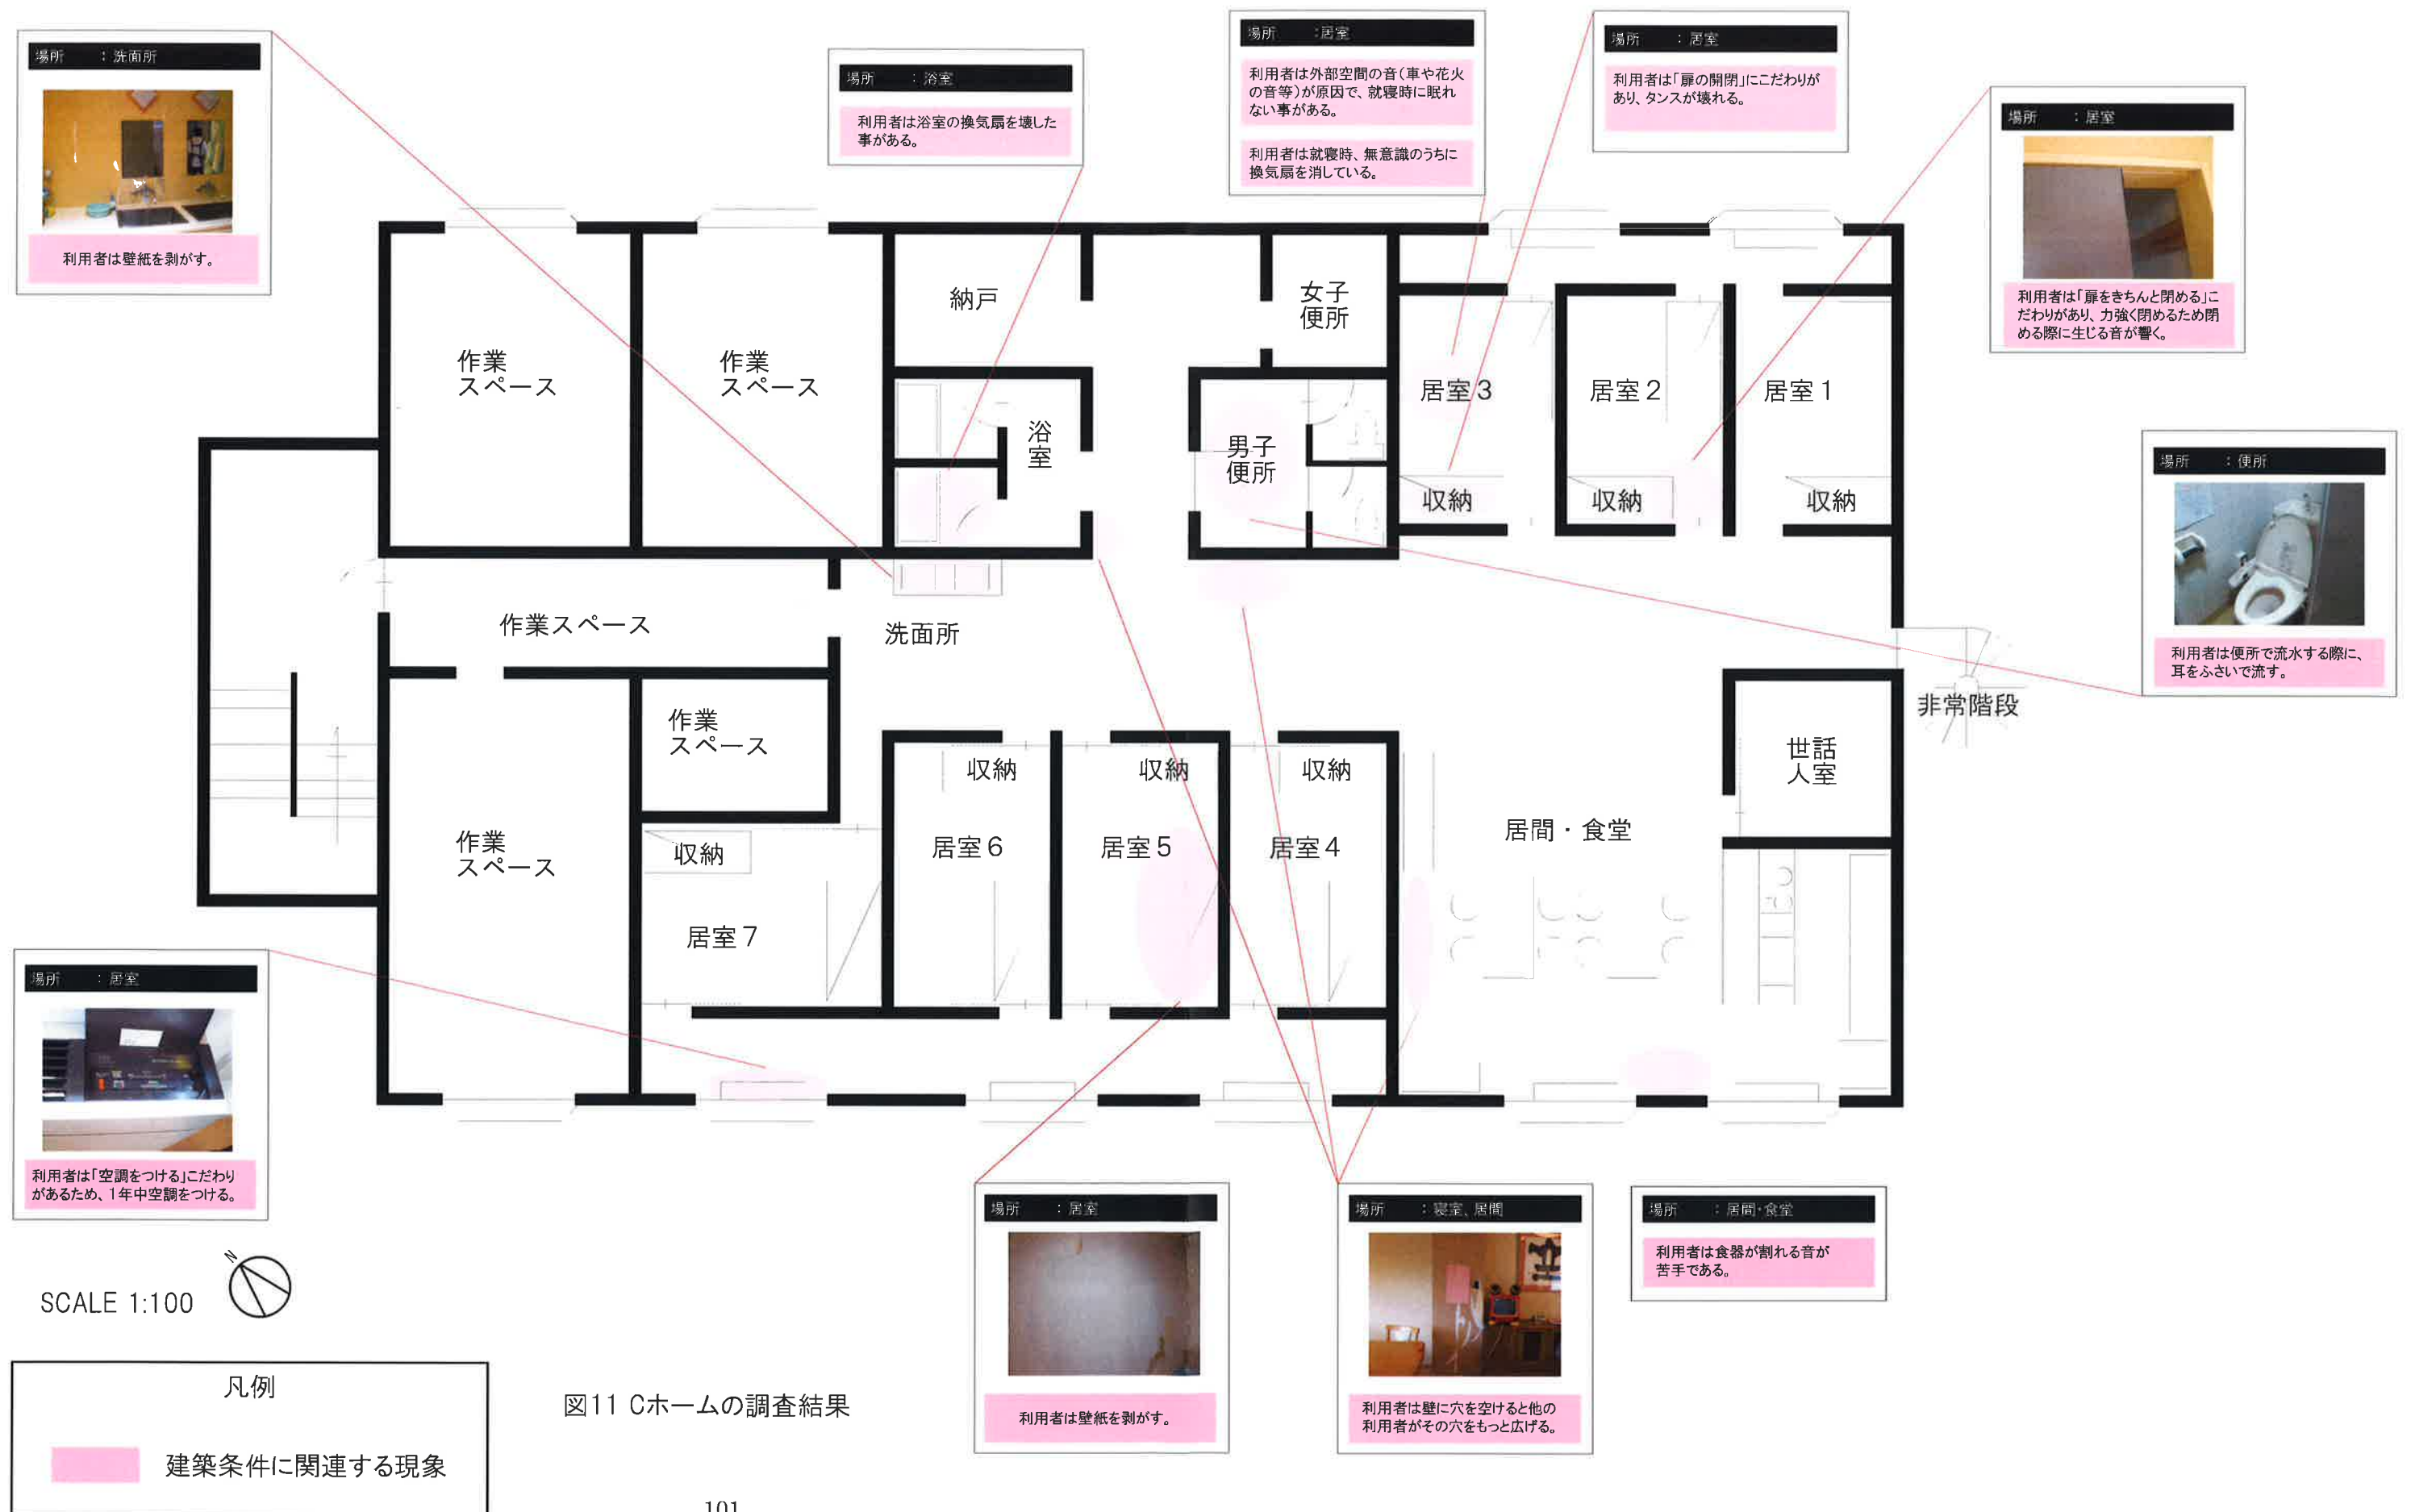 場所　：洗面所
利用者は壁紙を剥がす。
場所　：浴室
利用者は浴室の換気扇を壊した
事がある。
場所　：居室
利用者は外部空間の音（車や花火
の音等）が原因で、就寝時に眠れ
ない事がある。
利用者は就寝時、無意識のうちに
換気扇を消している。
場所　：居室
利用者は「扉の開閉」にこだわりが
あり、タンスが壊れる。
場所　：居室
利用者は「扉をきちんと閉める」こ
だわりがあり、力強く閉めるため閉
める際に生じる音が響く。
場所　：便所
利用者は便所で流水する際に、
耳をふさいで流す。
作業
スペース
作業
スペース
納戸
女子
便所
浴室
男子
便所
居室3
居室2
居室1
収納
収納
収納
作業スペース
洗面所
非常階段
作業
スペース
収納
収納
収納
世話
人室
作業
スペース
収納
居室6
居室5
居室4
居間・食堂
居室7
場所　：居室
利用者は「空調をつける」こだわり
があるため、1年中空調をつける。
場所　：居室
利用者は壁紙を剥がす。
場所　：寝室、居間
利用者は壁に穴を空けると他の
利用者がその穴をもっと広げる。
場所　：居間・食堂
利用者は食器が割れる音が
苦手である。
N
SCALE 1:100
凡例
建築条件に関連する現象
図11 Cホームの調査結果
101